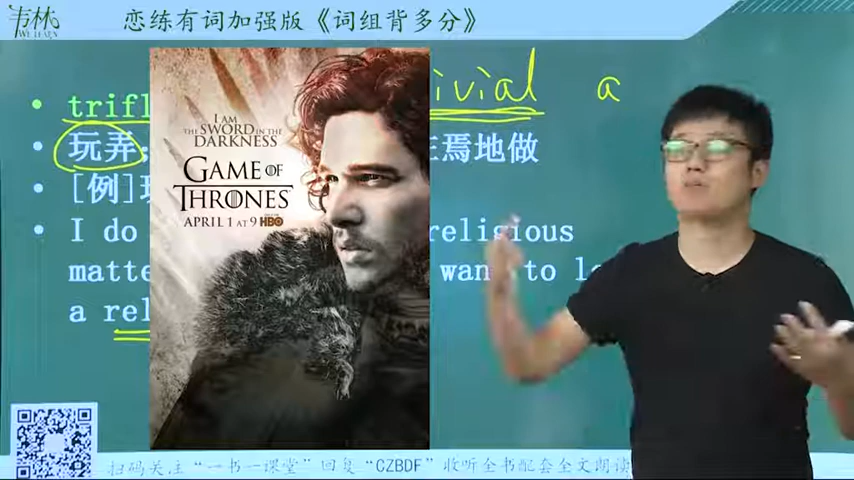 韦林
WE LEARN
恋练有词加强版《词组背多分》
trifl
ivial a
玩弄;
主焉地做
[例]
I do
religious
matte
want to l
a rel
I AM
THE SWORD IN THE
DARKNESS
GAME OF
THRONES
APRIL 1 AT 9 HBO
扫码关注“一书一课堂”回复“CZBDF”收听全书配套全文朗读